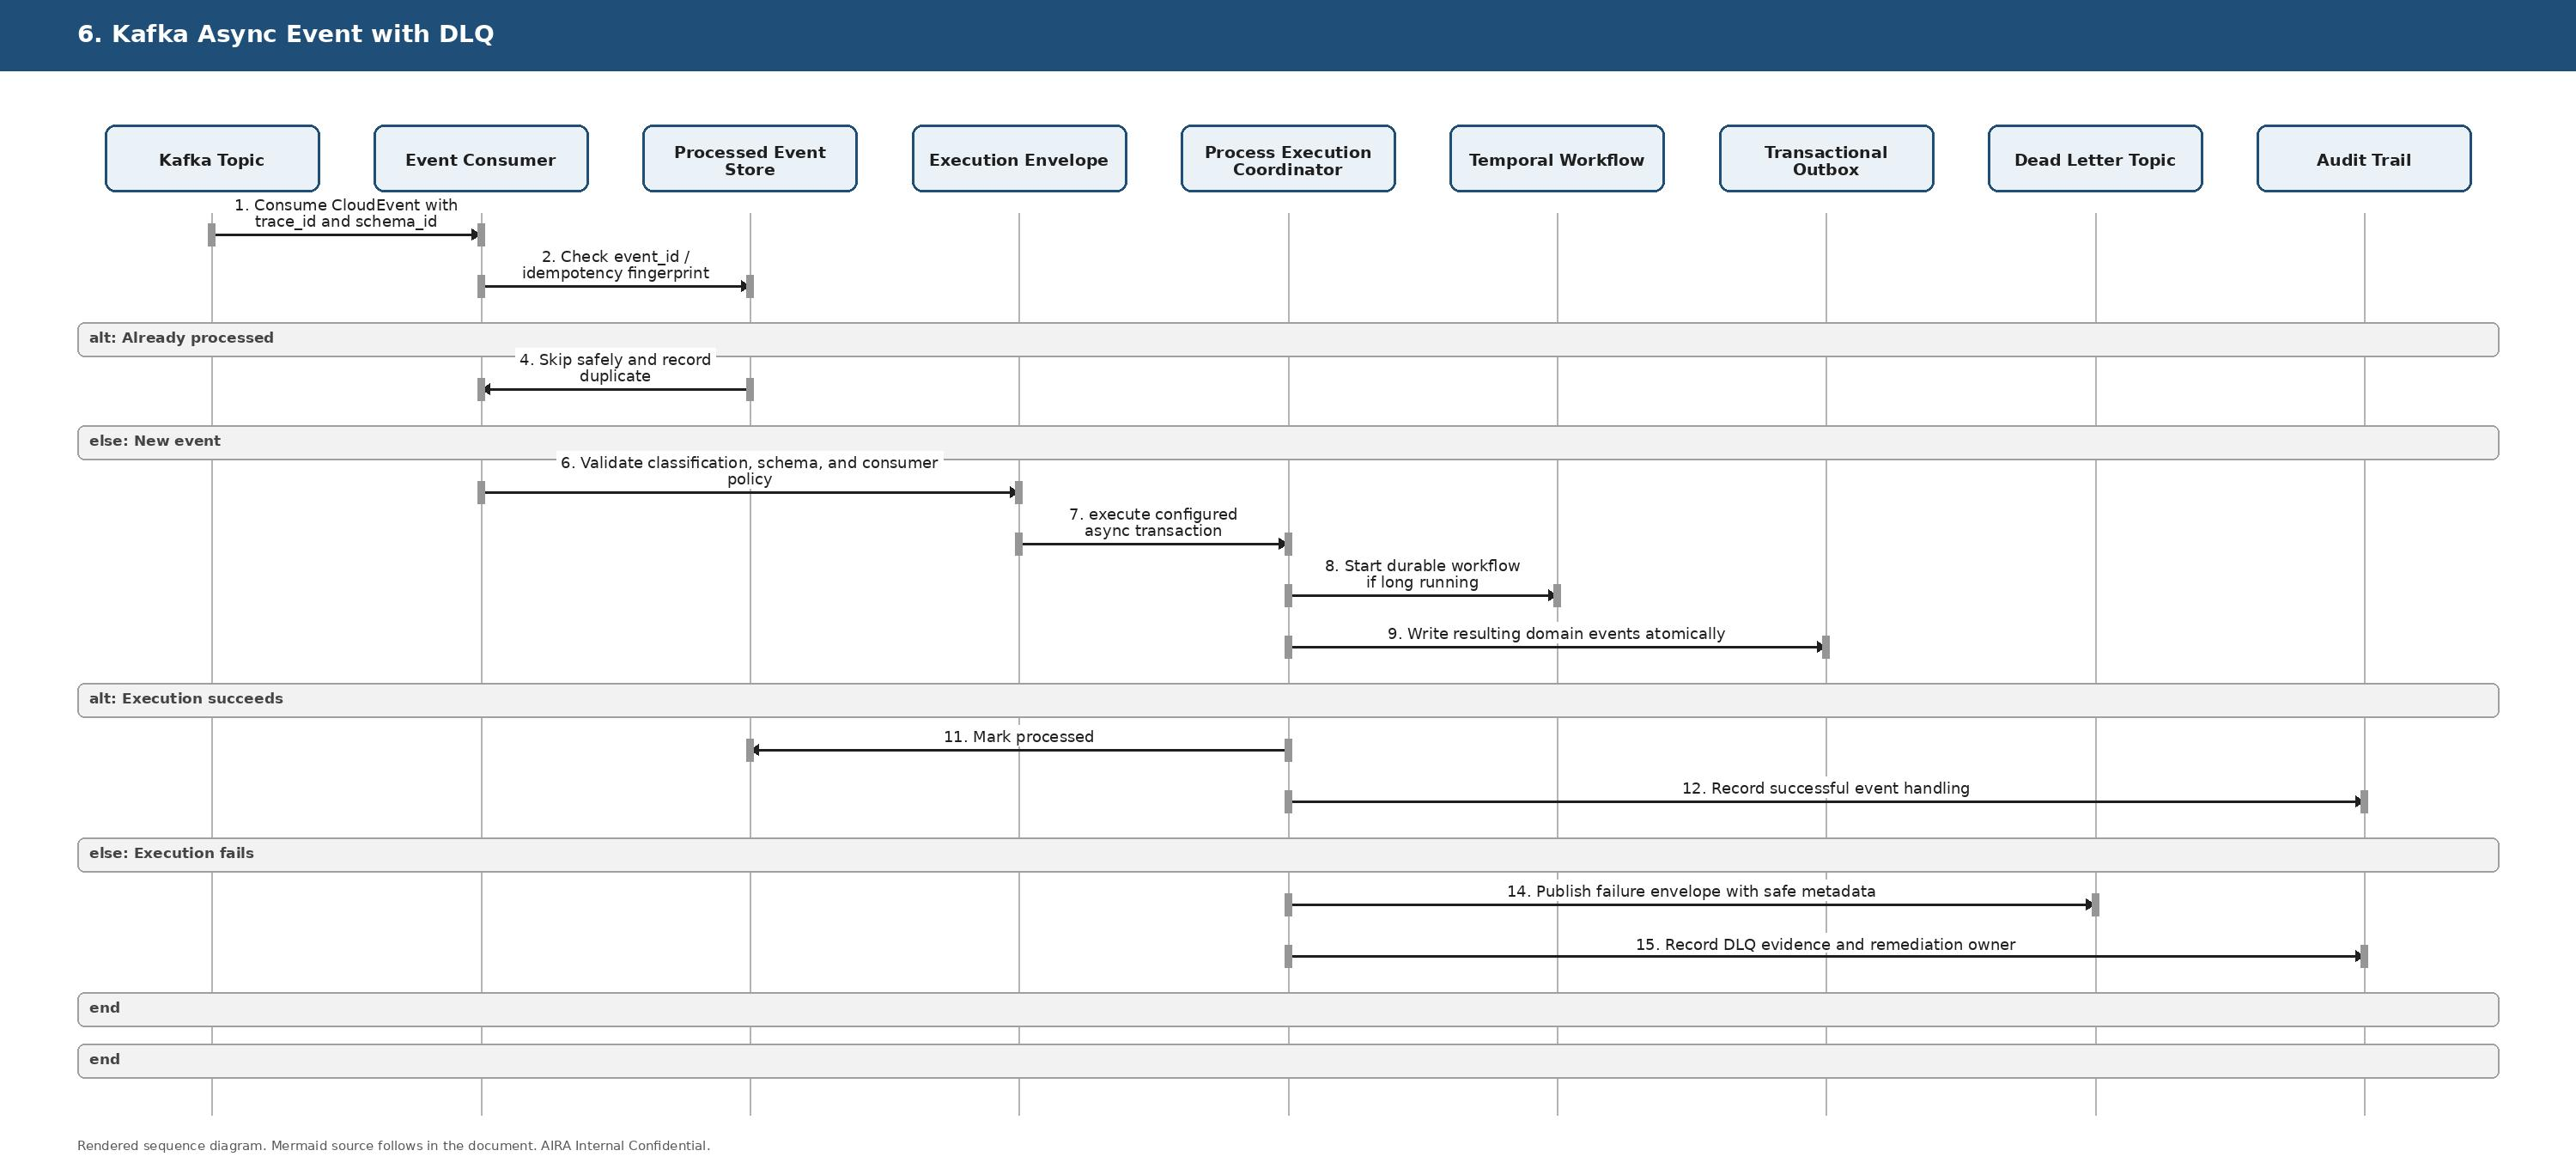 6. Kafka Async Event with DLQ
Kafka Topic
Event Consumer
Processed Event
Store
Execution Envelope
Process Execution
Coordinator
Temporal Workflow
Transactional
Outbox
Dead Letter Topic
Audit Trail
1. Consume CloudEvent with
trace_id and schema_id
2. Check event_id /
idempotency fingerprint
alt: Already processed
4. Skip safely and record
duplicate
else: New event
6. Validate classification, schema, and consumer
policy
7. execute configured
async transaction
8. Start durable workflow
if long running
9. Write resulting domain events atomically
alt: Execution succeeds
11. Mark processed
12. Record successful event handling
else: Execution fails
14. Publish failure envelope with safe metadata
15. Record DLQ evidence and remediation owner
end
end
Rendered sequence diagram. Mermaid source follows in the document. AIRA Internal Confidential.